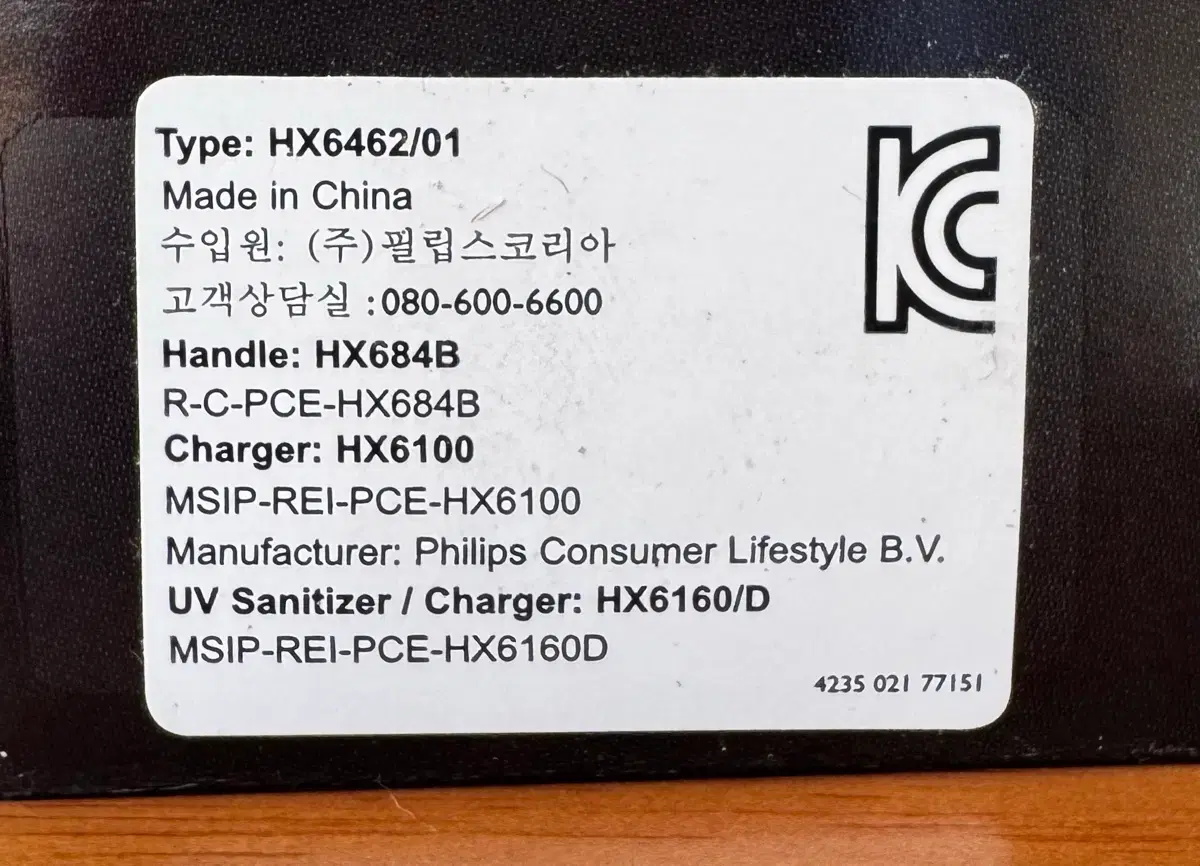 Type: HX6462/01
Made in China
수입원: (주)필립스코리아
고객상담실 :080-600-6600
Handle: HX684B
R-C-PCE-HX684B
Charger: HX6100
MSIP-REI-PCE-HX6100
Manufacturer: Philips Consumer Lifestyle B.V.
UV Sanitizer / Charger: HX6160/D
MSIP-REI-PCE-HX6160D
4235 021 77151
KC